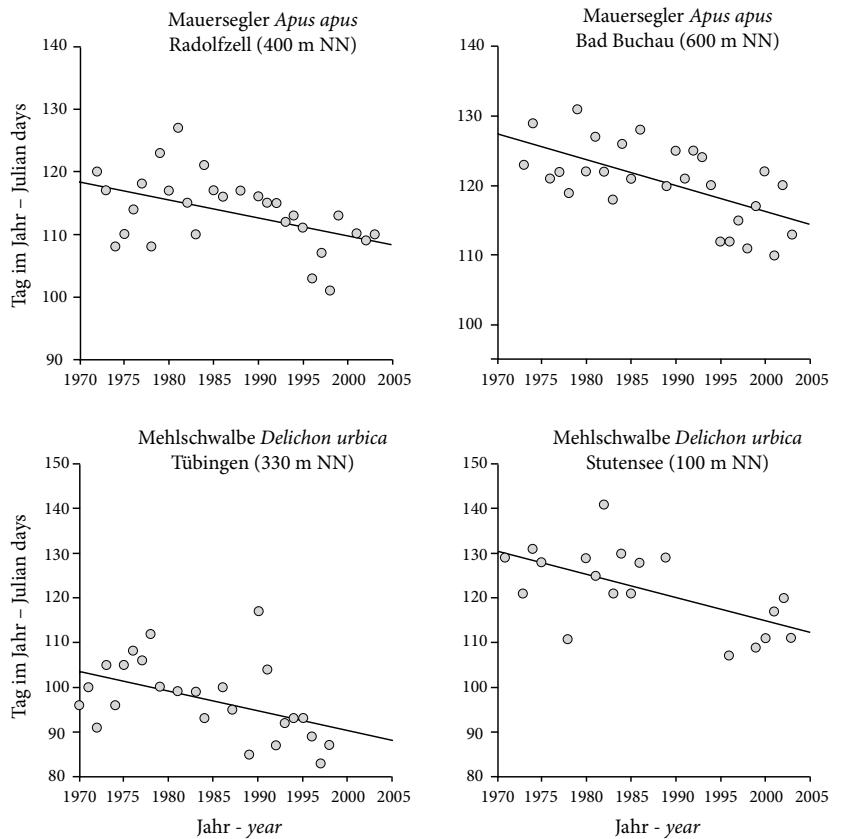 Mauersegler Apus apus
Radolfzell (400 m NN)
140
130
120
110
100
90
1970 1975 1980 1985 1990 1995 2000 2005
Tag im Jahr – Julian days
Mauersegler Apus apus
Bad Buchau (600 m NN)
140
130
120
110
100
1970 1975 1980 1985 1990 1995 2000 2005
Mehlschwalbe Delichon urbica
Tübingen (330 m NN)
150
140
130
120
110
100
90
80
1970 1975 1980 1985 1990 1995 2000 2005
Tag im Jahr – Julian days
Jahr - year
Mehlschwalbe Delichon urbica
Stutensee (100 m NN)
150
140
130
120
110
100
80
1970 1975 1980 1985 1990 1995 2000 2005
Jahr - year